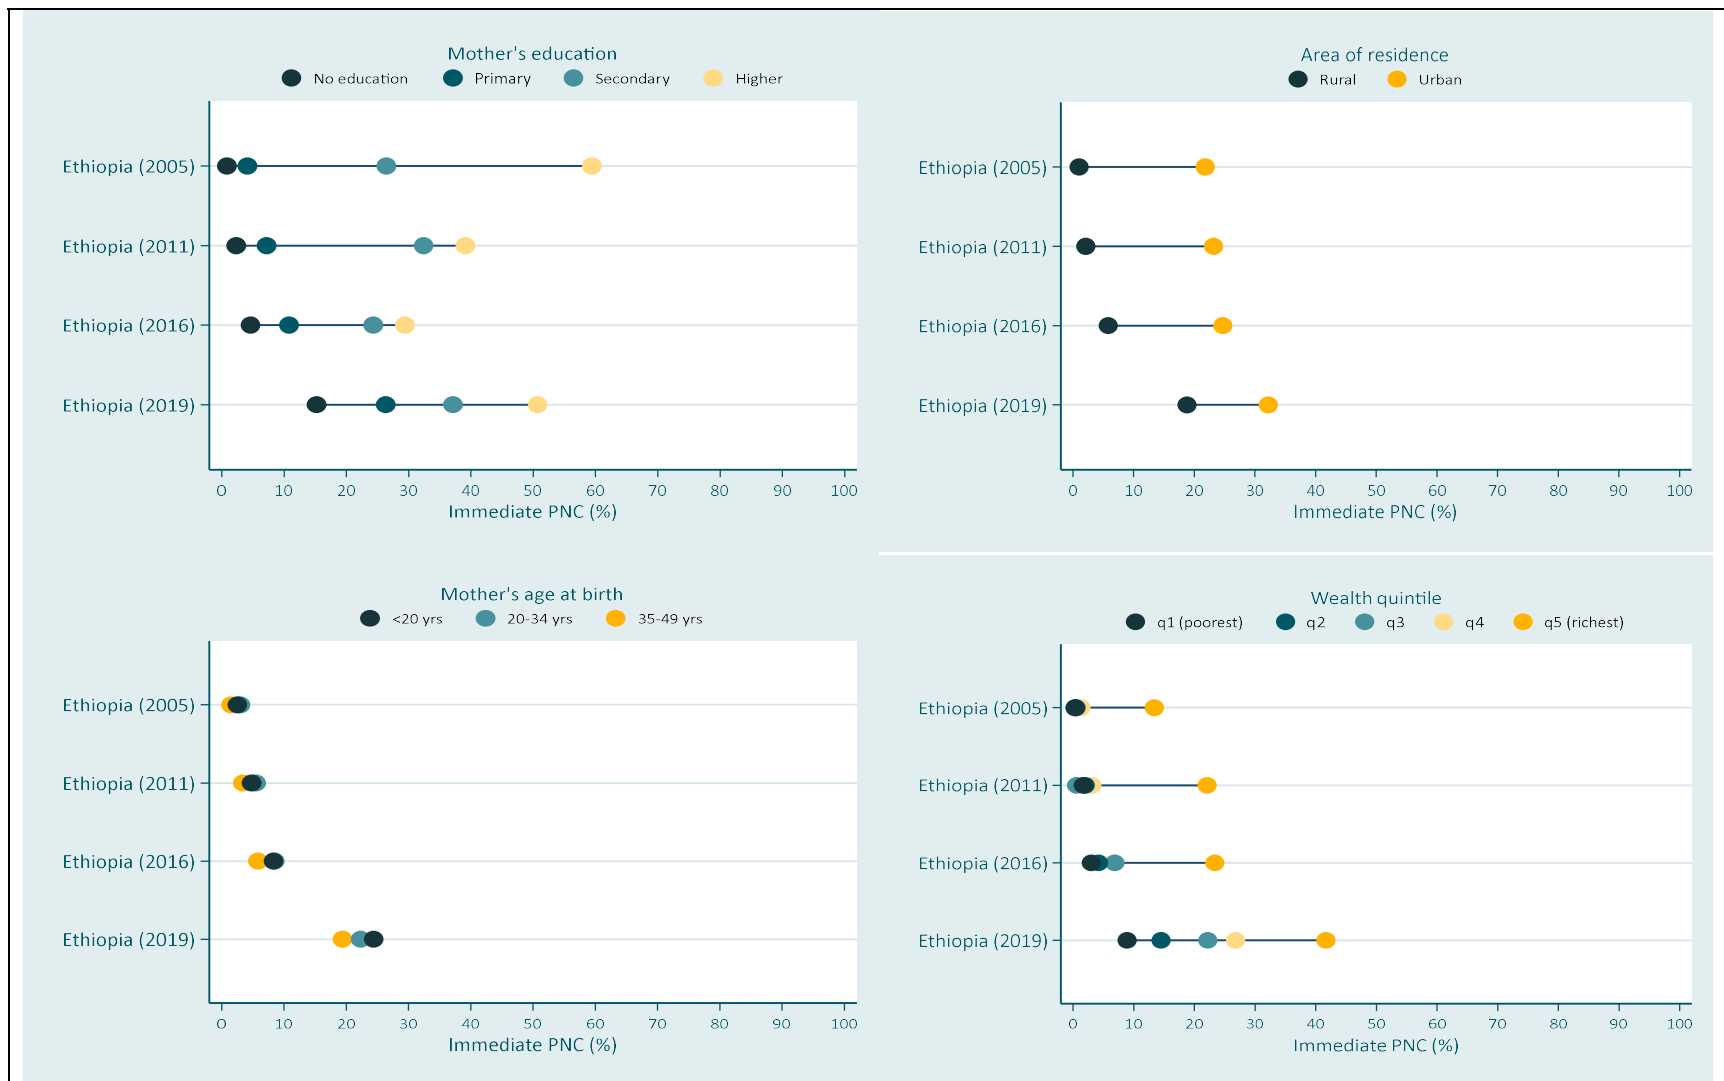 Mother's education
No education Primary Secondary Higher
Ethiopia (2005)
Ethiopia (2011)
Ethiopia (2016)
Ethiopia (2019)
0 10 20 30 40 50 60 70 80 90 100
Immediate PNC (%)
Area of residence
Rural Urban
Ethiopia (2005)
Ethiopia (2011)
Ethiopia (2016)
Ethiopia (2019)
0 10 20 30 40 50 60 70 80 90 100
Immediate PNC (%)
Mother's age at birth
<20 yrs 20-34 yrs 35-49 yrs
Ethiopia (2005)
Ethiopia (2011)
Ethiopia (2016)
Ethiopia (2019)
0 10 20 30 40 50 60 70 80 90 100
Immediate PNC (%)
Wealth quintile
q1 (poorest) q2 q3 q4 q5 (richest)
Ethiopia (2005)
Ethiopia (2011)
Ethiopia (2016)
Ethiopia (2019)
0 10 20 30 40 50 60 70 80 90 100
Immediate PNC (%)